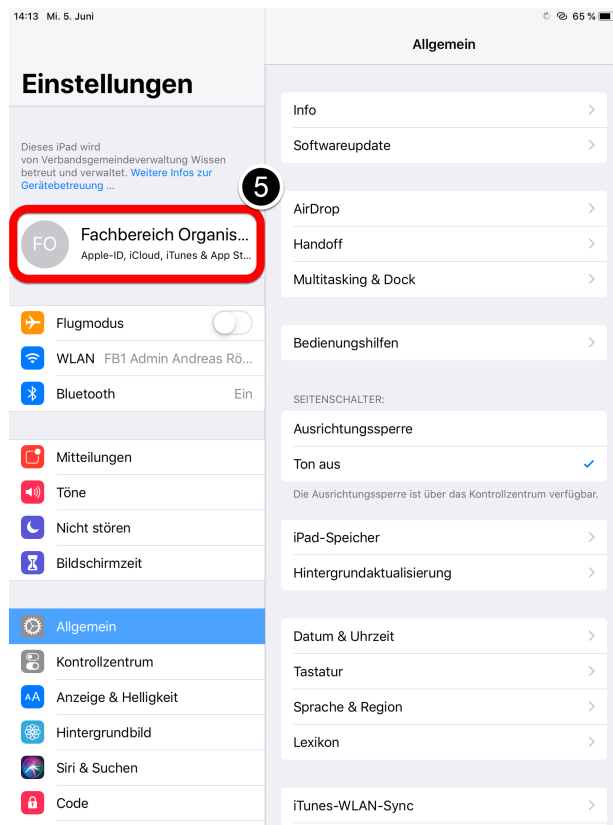 14:13 Mi. 5. Juni
65 %
Einstellungen
Dieses iPad wird
von Verbandsgemeindeverwaltung Wissen
betreut und verwaltet. Weitere Infos zur
Gerätebetreuung ...
5
FO
Fachbereich Organis...
Apple-ID, iCloud, iTunes & App St...
Flugmodus
WLAN FB1 Admin Andreas Rö...
Bluetooth Ein
Mitteilungen
Töne
Nicht stören
Bildschirmzeit
Allgemein
Kontrollzentrum
AA Anzeige & Helligkeit
Hintergrundbild
Siri & Suchen
Code
Allgemein
Info
Softwareupdate
AirDrop
Handoff
Multitasking & Dock
Bedienungshilfen
SEITENSCHALTER:
Ausrichtungssperre
Ton aus
Die Ausrichtungssperre ist über das Kontrollzentrum verfügbar.
iPad-Speicher
Hintergrundaktualisierung
Datum & Uhrzeit
Tastatur
Sprache & Region
Lexikon
iTunes-WLAN-Sync